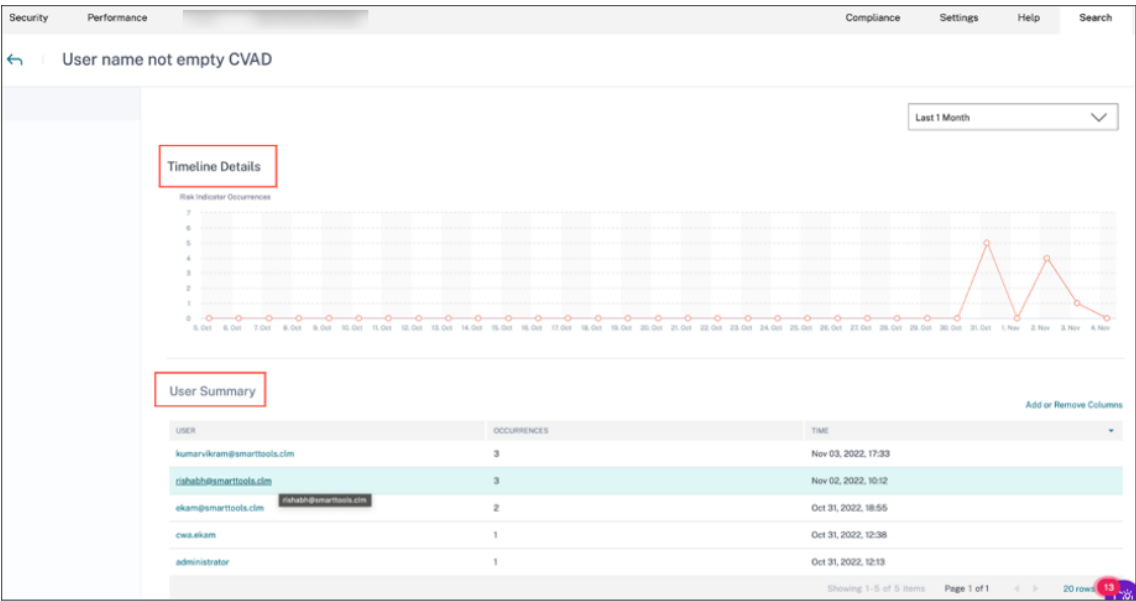 Security Performance Compliance Settings Help Search
User name not empty CVAD
Last 1 Month
Timeline Details
Risk Indicator Occurrences
7
6
5
4
3
2
1
0
5. Oct 6. Oct 7. Oct 8. Oct 9. Oct 10. Oct 11. Oct 12. Oct 13. Oct 14. Oct 15. Oct 16. Oct 17. Oct 18. Oct 19. Oct 20. Oct 21. Oct 22. Oct 23. Oct 24. Oct 25. Oct 26. Oct 27. Oct 28. Oct 29. Oct 30. Oct 31. Oct 1. Nov 2. Nov 3. Nov 4. Nov
User Summary
Add or Remove Columns
USER OCCURRENCES TIME
kumarvikram@smarttools.clm 3 Nov 03, 2022, 17:33
rishabh@smarttools.clm 3 Nov 02, 2022, 10:12
rishabh@smarttools.clm
ekam@smarttools.clm 2 Oct 31, 2022, 18:55
cwa.ekam 1 Oct 31, 2022, 12:38
administrator 1 Oct 31, 2022, 12:13
Showing 1-5 of 5 items Page 1 of 1 20 rows 13